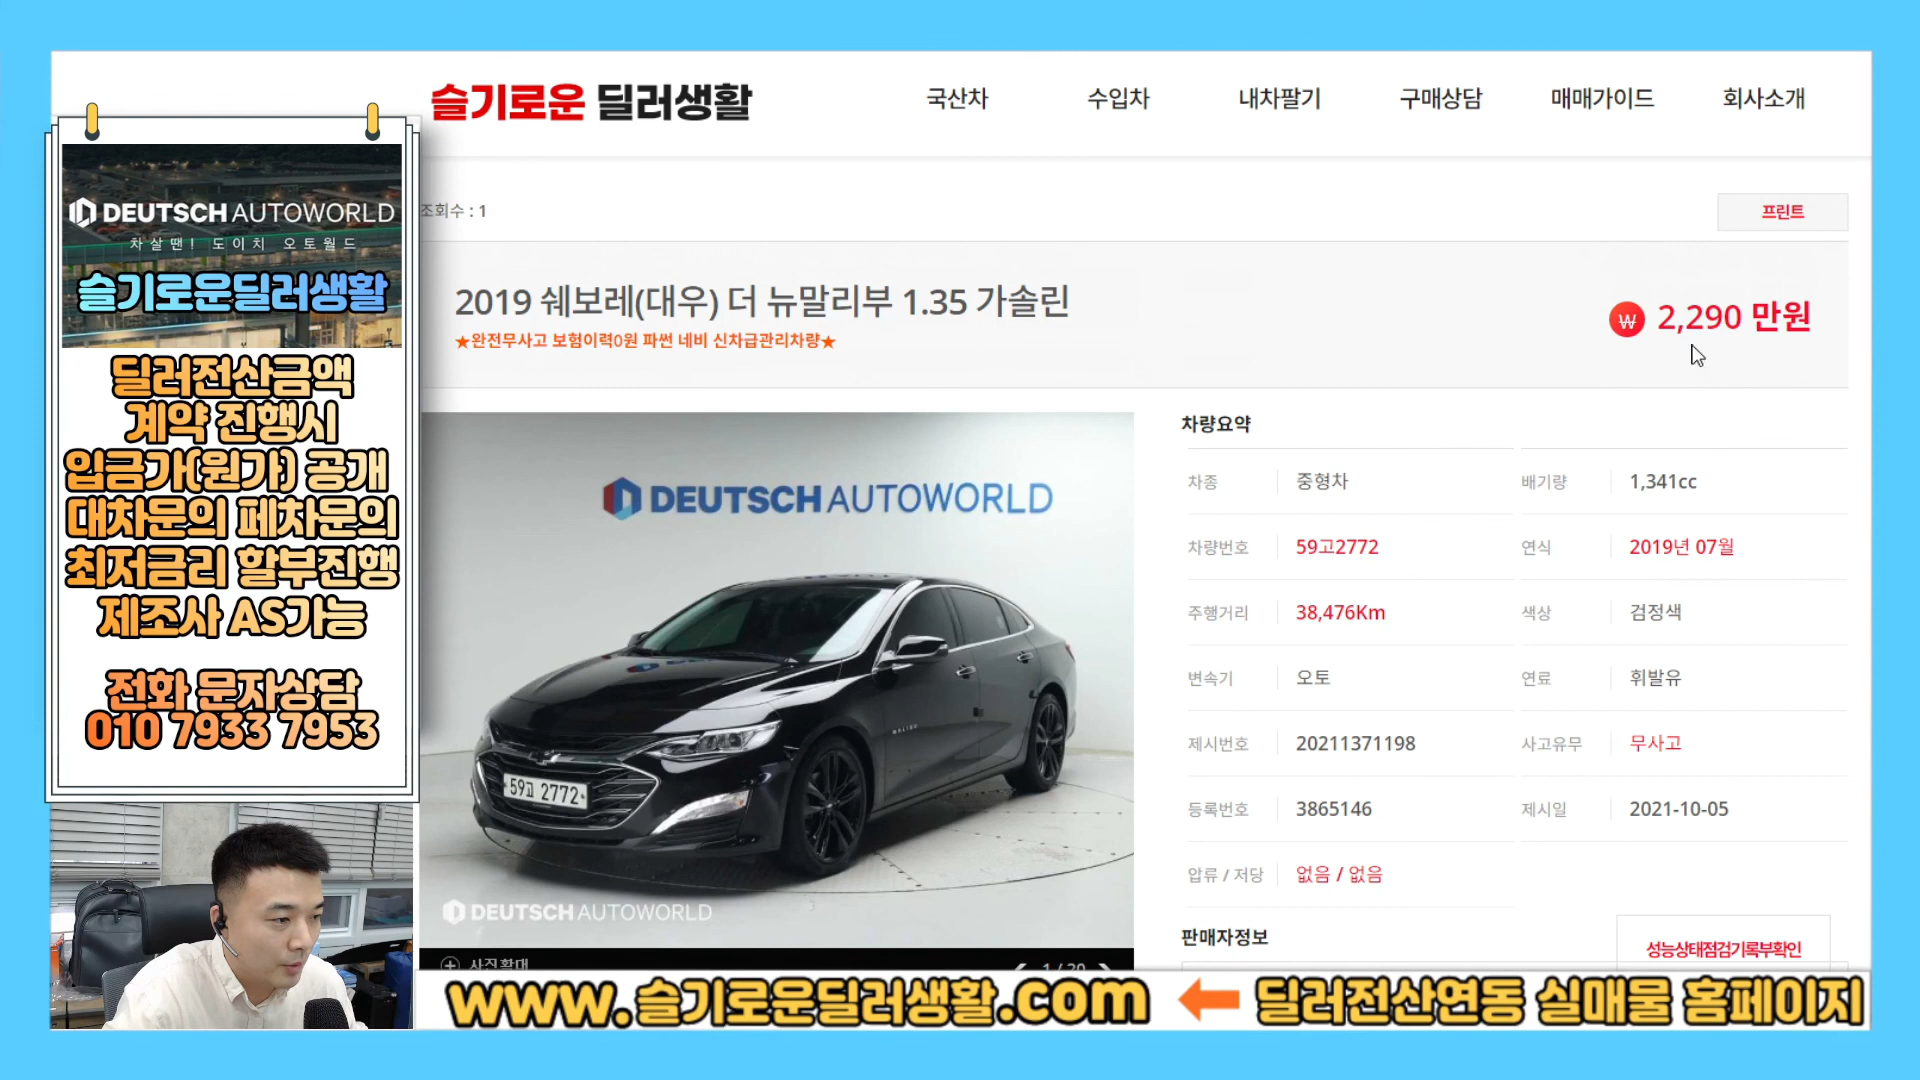 슬기로운 딜러생활
국산차 수입차 내차팔기 구매상담 매매가이드 회사소개
DEUTSCH AUTOWORLD
차살땐! 도이치 오토월드
슬기로운딜러생활
딜러전산금액
계약 진행시
입금가(원가) 공개
대차문의 폐차문의
최저금리 할부진행
제조사 AS가능
전화 문자상담
010 7933 7953
조회수 : 1
프린트
2019 쉐보레(대우) 더 뉴말리부 1.35 가솔린
★완전무사고 보험이력0원 파썬 네비 신차급관리차량★
₩ 2,290 만원
DEUTSCH AUTOWORLD
MALIBU
59고 2772
DEUTSCH AUTOWORLD
사진확대
1 / 20
차량요약
차종 중형차 배기량 1,341cc
차량번호 59고2772 연식 2019년 07월
주행거리 38,476Km 색상 검정색
변속기 오토 연료 휘발유
제시번호 20211371198 사고유무 무사고
등록번호 3865146 제시일 2021-10-05
압류 / 저당 없음 / 없음
판매자정보
성능상태점검기록부확인
www.슬기로운딜러생활.com ← 딜러전산연동 실매물 홈페이지